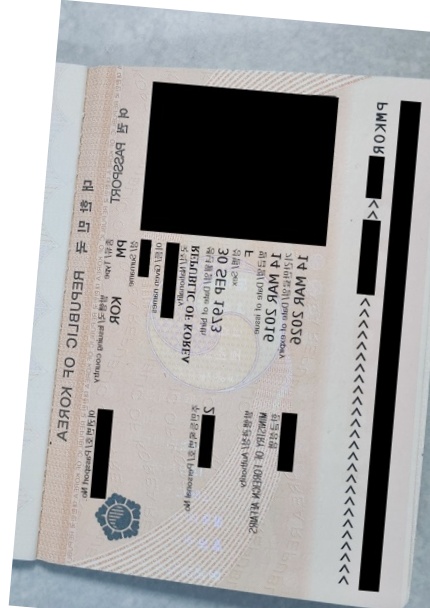 대한민국 REPUBLIC OF KOREA
여권 PASSPORT
종류/ Type 발행국/ Issuing country 여권번호/ Passport No.
PM KOR
성/ Surname
이름/ Given names
국적/ Nationality 주민등록번호/ Personal No.
REPUBLIC OF KOREA 2
생년월일/ Date of birth
30 SEP 1973
성별/ Sex 발행관청/ Authority
F MINISTRY OF FOREIGN AFFAIRS
발급일/ Date of issue 한글성명
14 MAR 2016
기간만료일/ Date of expiry
14 MAR 2026
PMKOR << <<<<<<<<<<<<<<<<<<<<